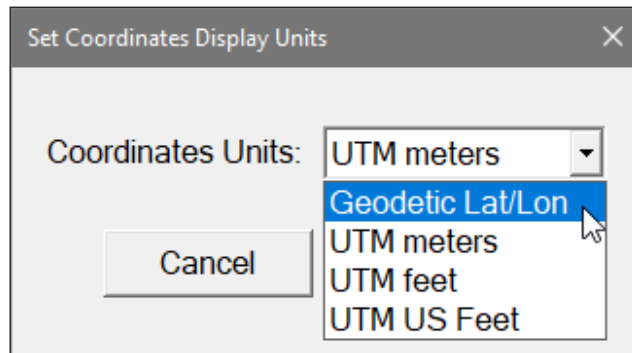 Set Coordinates Display Units
Coordinates Units: UTM meters
Geodetic Lat/Lon
UTM meters
Cancel
UTM feet
UTM US Feet